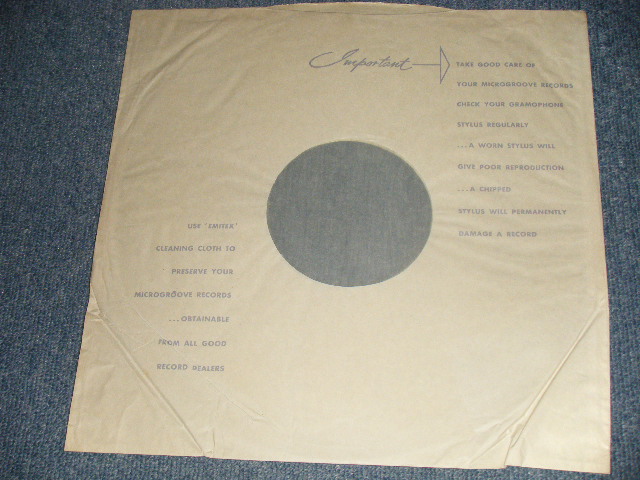 Important
TAKE GOOD CARE OF
YOUR MICROGROOVE RECORDS
CHECK YOUR GRAMOPHONE
STYLUS REGULARLY
...A WORN STYLUS WILL
GIVE POOR REPRODUCTION
...A CHIPPED
STYLUS WILL PERMANENTLY
DAMAGE A RECORD
USE "EMITEX"
CLEANING CLOTH TO
PRESERVE YOUR
MICROGROOVE RECORDS
...OBTAINABLE
FROM ALL GOOD
RECORD DEALERS